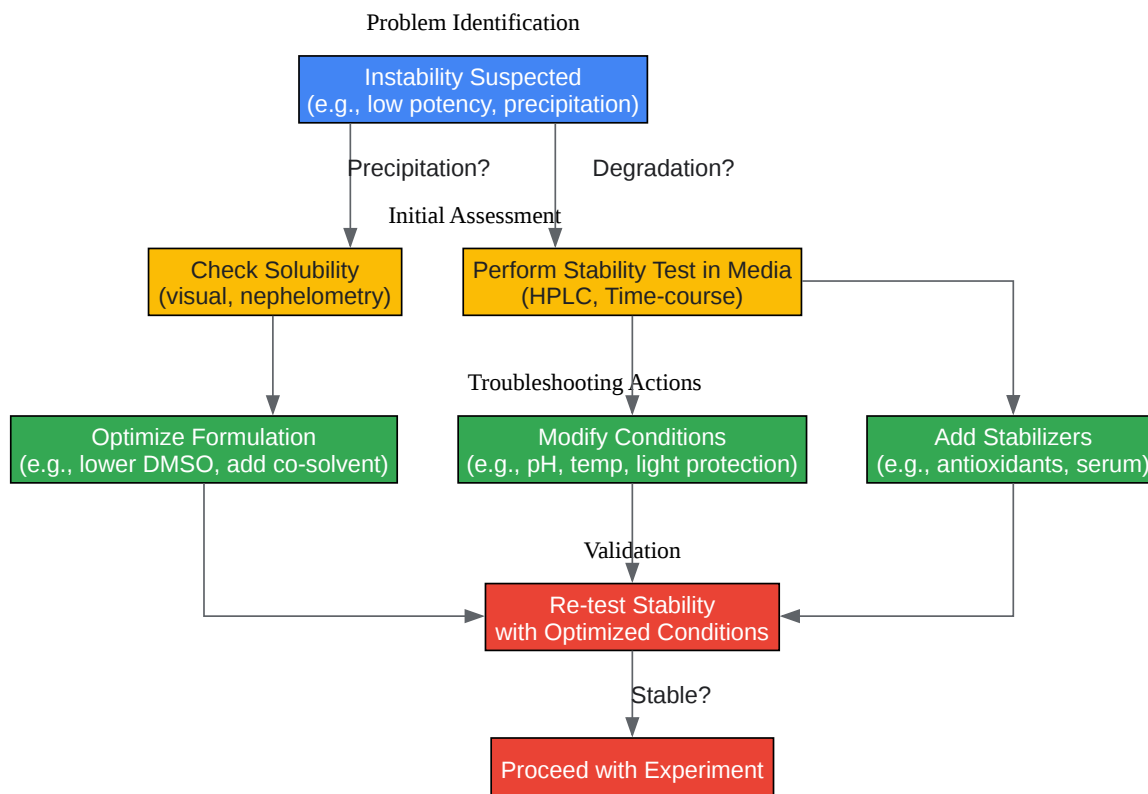 Problem Identification
Instability Suspected
(e.g., low potency, precipitation)
Precipitation?
Degradation?
Initial Assessment
Check Solubility
(visual, nephelometry)
Perform Stability Test in Media
(HPLC, Time-course)
Troubleshooting Actions
Optimize Formulation
(e.g., lower DMSO, add co-solvent)
Modify Conditions
(e.g., pH, temp, light protection)
Add Stabilizers
(e.g., antioxidants, serum)
Validation
Re-test Stability
with Optimized Conditions
Stable?
Proceed with Experiment